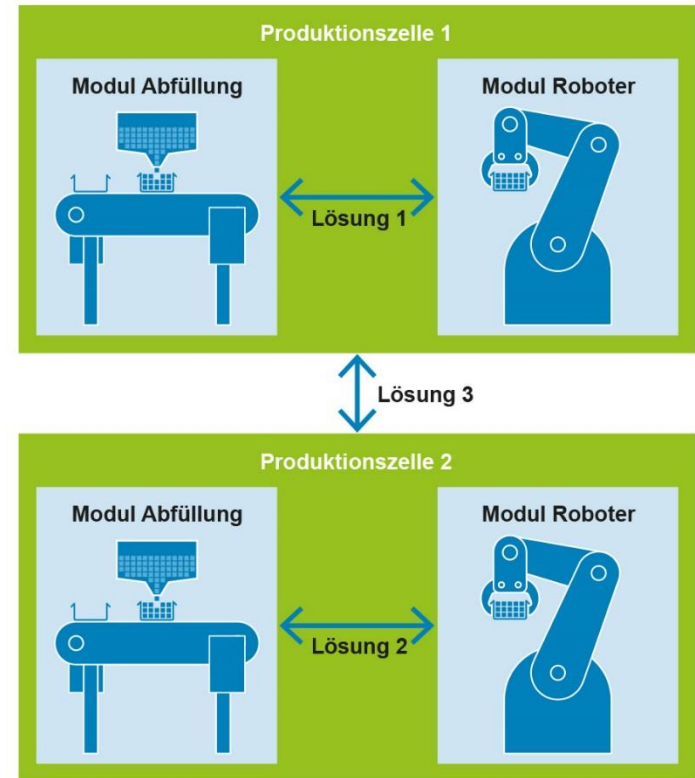 Produktionszelle 1
Modul Abfüllung
Modul Roboter
Lösung 1
Lösung 3
Produktionszelle 2
Modul Abfüllung
Modul Roboter
Lösung 2